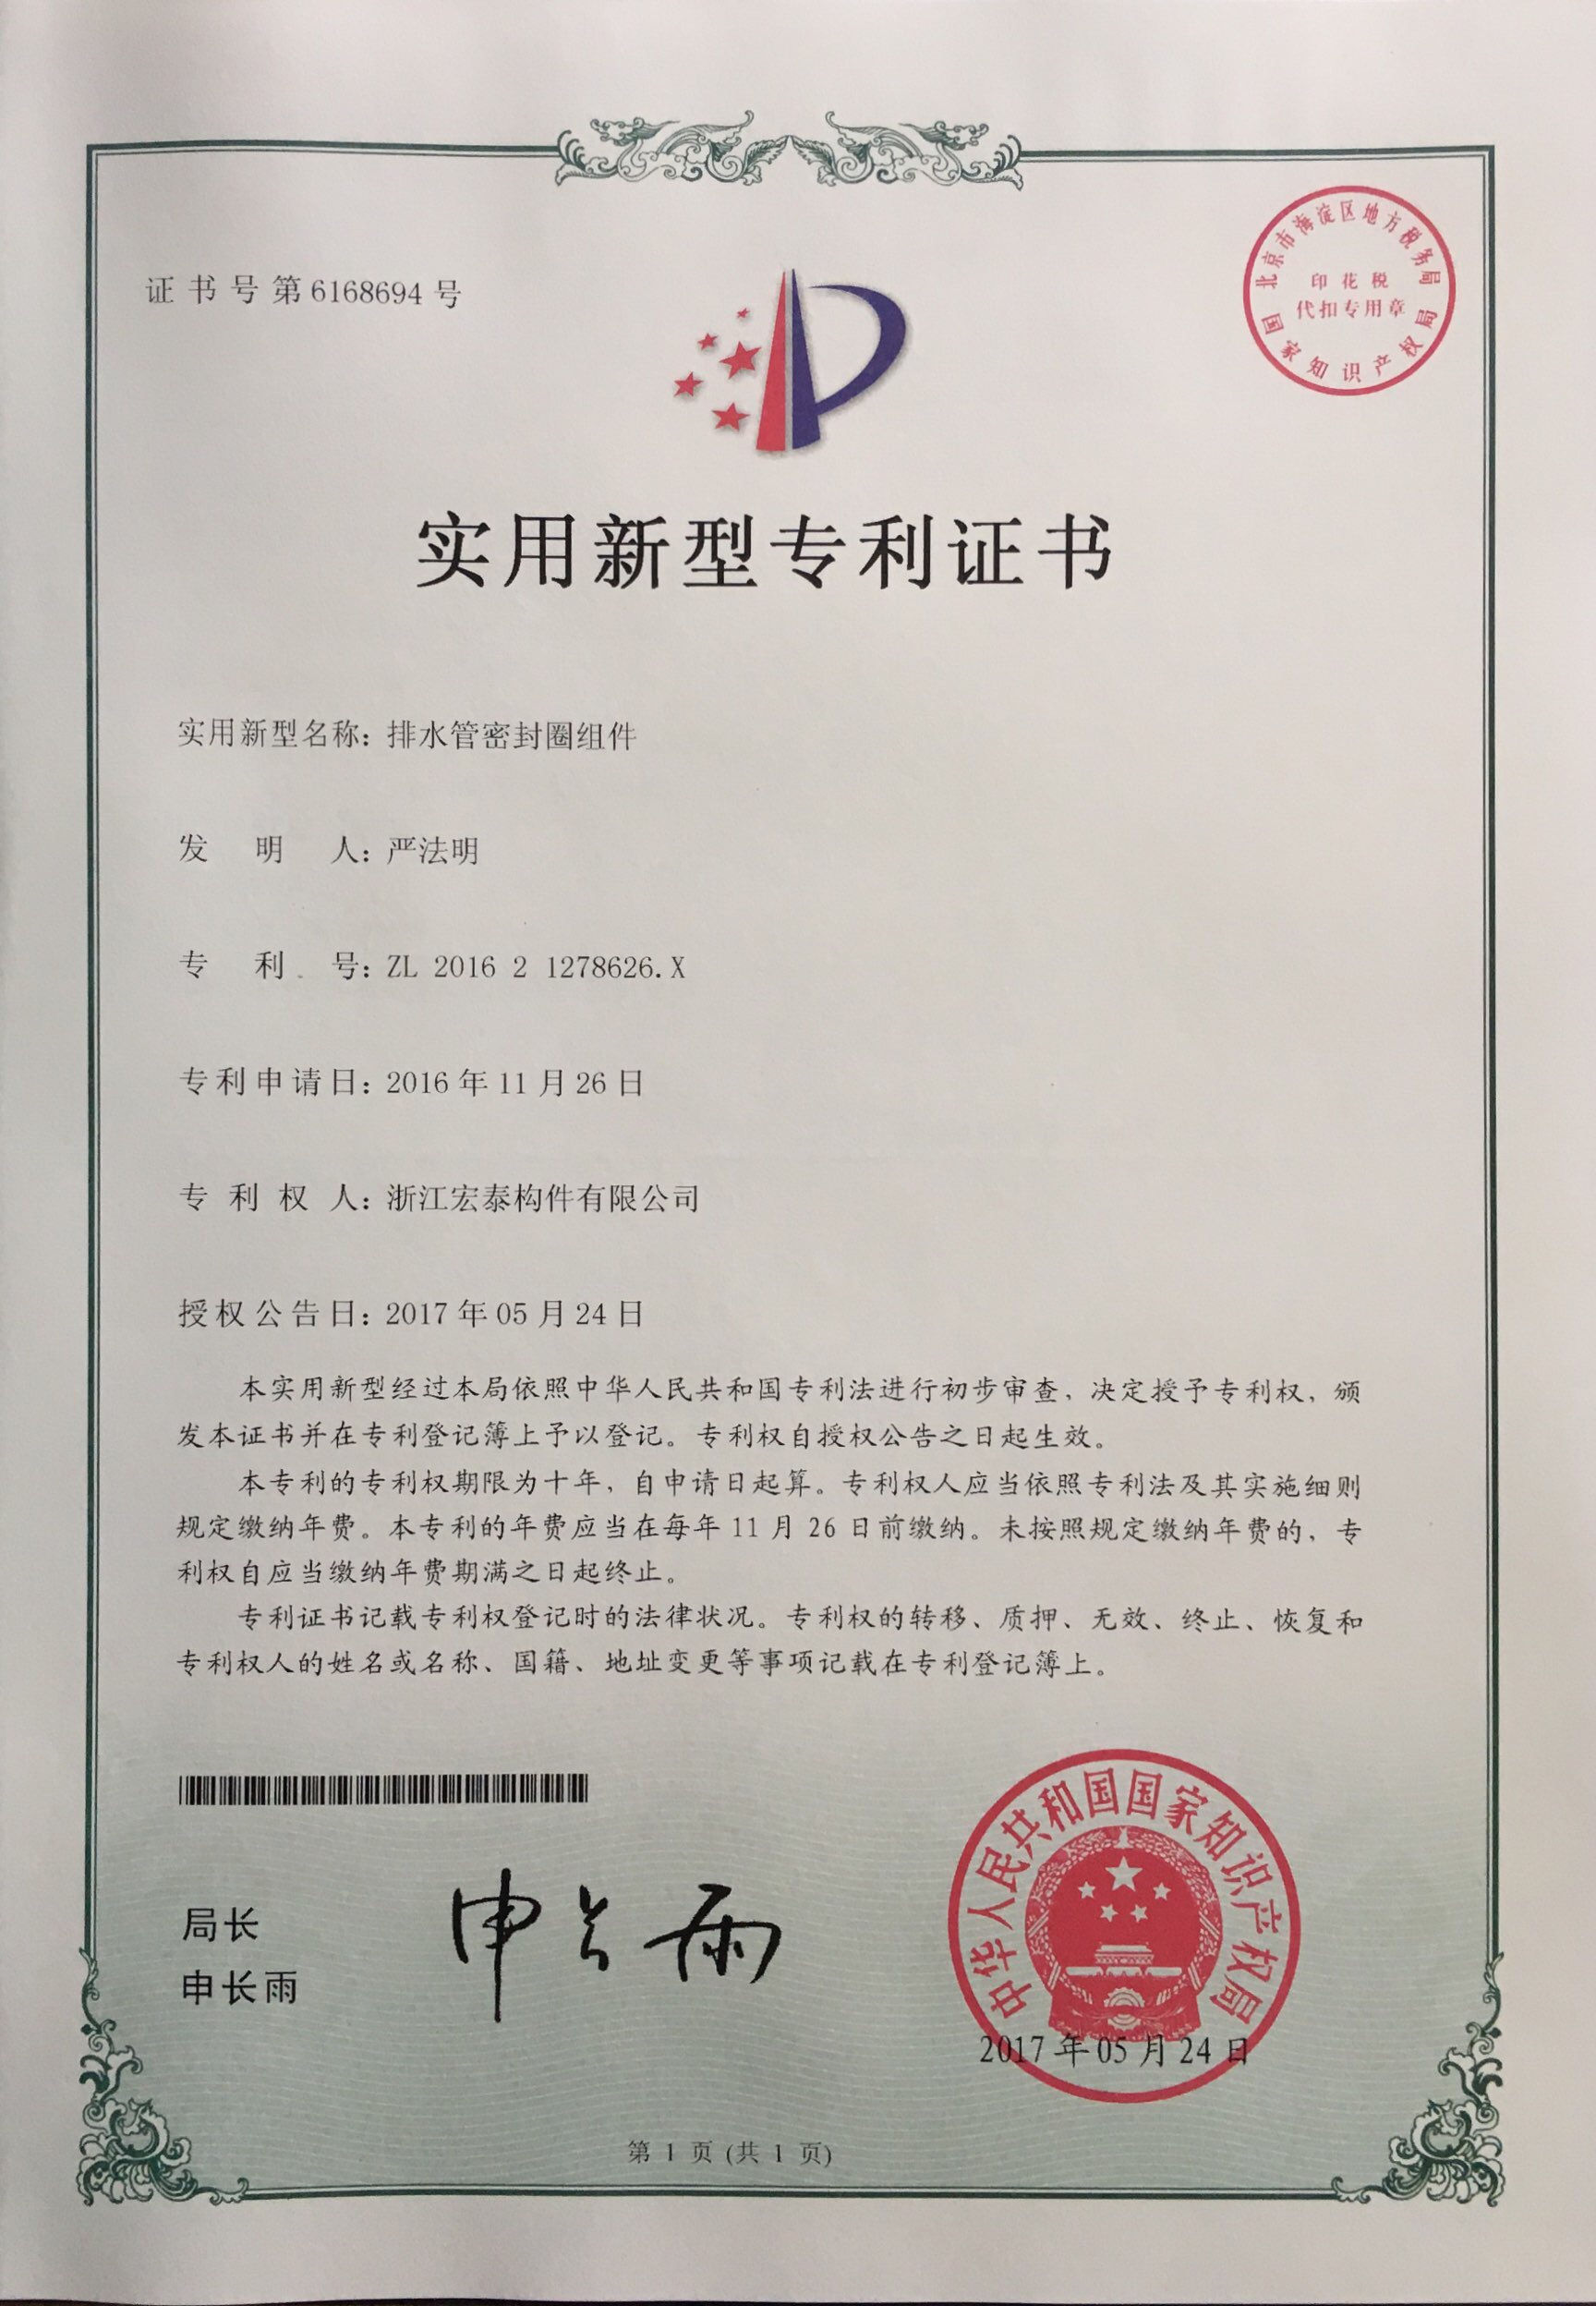 证书号第6168694号
北京市海淀区地方税务局
印花税
代扣专用章
国家知识产权局
实用新型专利证书
实用新型名称：排水管密封圈组件
发明人：严法明
专利号：ZL 2016 2 1278626.X
专利申请日：2016年11月26日
专利权人：浙江宏泰构件有限公司
授权公告日：2017年05月24日
本实用新型经过本局依照中华人民共和国专利法进行初步审查，决定授予专利权，颁
发本证书并在专利登记簿上予以登记。专利权自授权公告之日起生效。
本专利的专利权期限为十年，自申请日起算。专利权人应当依照专利法及其实施细则
规定缴纳年费。本专利的年费应当在每年11月26日前缴纳。未按照规定缴纳年费的，专
利权自应当缴纳年费期满之日起终止。
专利证书记载专利权登记时的法律状况。专利权的转移、质押、无效、终止、恢复和
专利权人的姓名或名称、国籍、地址变更等事项记载在专利登记簿上。
局长
申长雨
申长雨
中华人民共和国国家知识产权局
2017年05月24日
第1页(共1页)